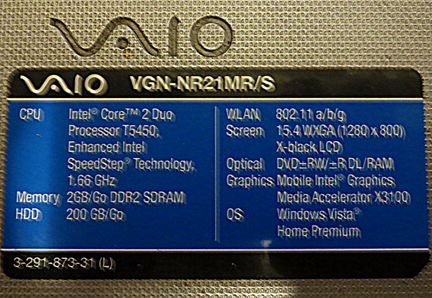 VAIO
VAIO VGN-NR21MR/S
CPU Intel® Core™ 2 Duo
Processor T5450,
Enhanced Intel
SpeedStep® Technology,
1.66 GHz
Memory 2GB/Go DDR2 SDRAM
HDD 200 GB/Go
WLAN 802.11 a/b/g
Screen 15.4 WXGA (1280 x 800)
X-black LCD
Optical DVD±RW/±R DL/RAM
Graphics Mobile Intel® Graphics
Media Accelerator X3100
OS Windows Vista®
Home Premium
3-291-873-31 (L)